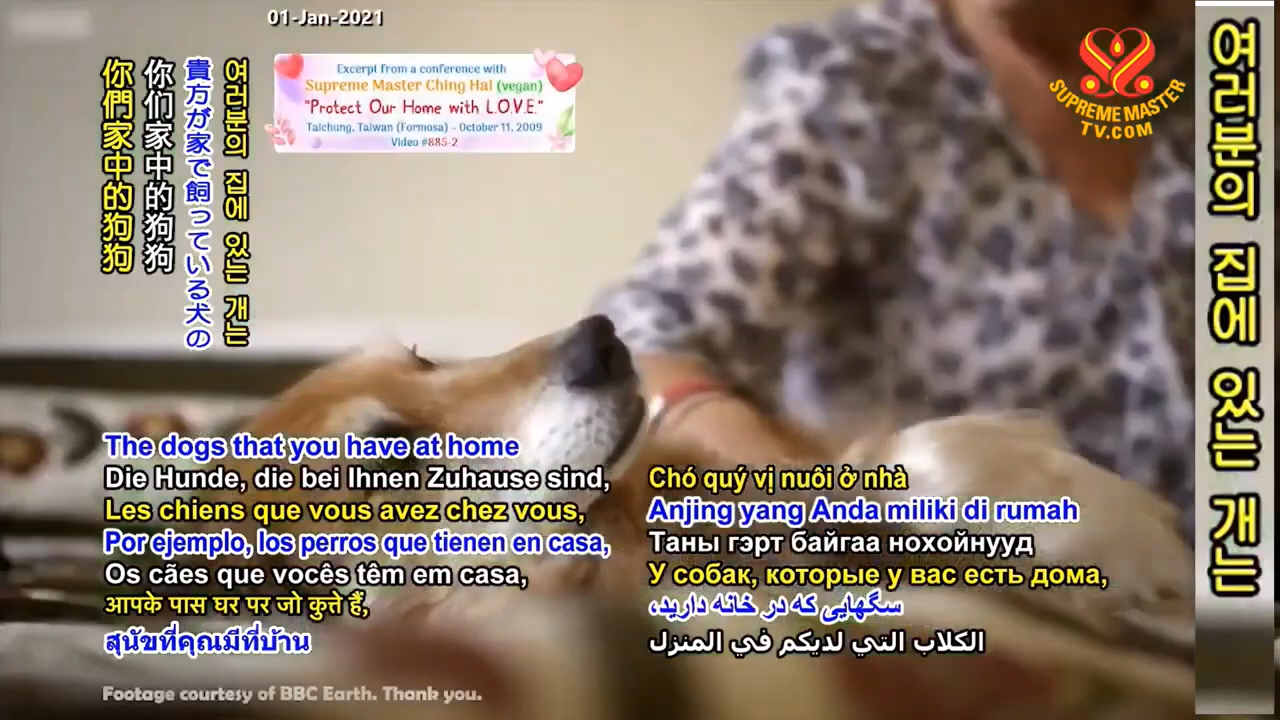 01-Jan-2021
Excerpt from a conference with
Supreme Master Ching Hai (vegan)
"Protect Our Home with L.O.V.E."
Taichung, Taiwan (Formosa) – October 11, 2009
Video #885-2
SUPREME MASTER
TV.COM
여러분의 집에 있는 개는
여러분의 집에 있는 개는
貴方が家で飼っている犬の
你们家中的狗狗
你們家中的狗狗
The dogs that you have at home
Die Hunde, die bei Ihnen Zuhause sind,
Les chiens que vous avez chez vous,
Por ejemplo, los perros que tienen en casa,
Os cães que vocês têm em casa,
आपके पास घर पर जो कुत्ते हैं,
สุนัขที่คุณมีที่บ้าน
Chó quý vị nuôi ở nhà
Anjing yang Anda miliki di rumah
Таны гэрт байгаа нохойнууд
У собак, которые у вас есть дома,
سگهایی که در خانه دارید،
الكلاب التي لديكم في المنزل
Footage courtesy of BBC Earth. Thank you.